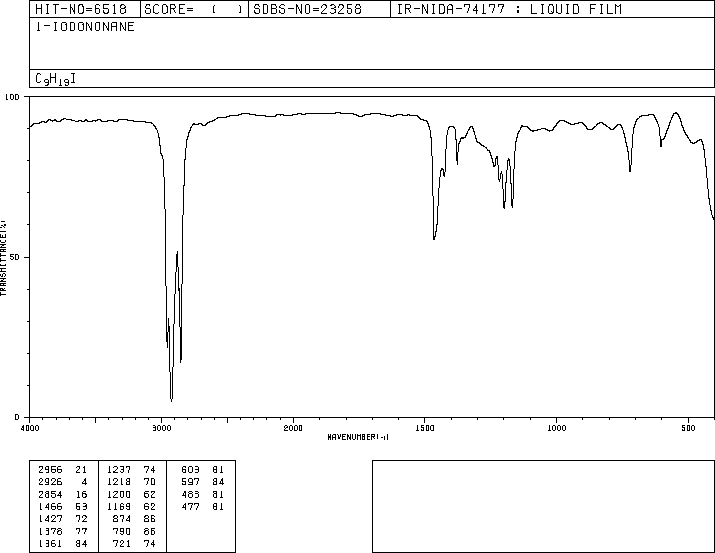 HIT-NO=6518 SCORE= ( ) SDBS-NO=23258 IR-NIDA-74177 : LIQUID FILM
1-IODONONANE
C9H19I
100
TRANSMITTANCE(%)
50
0
4000 3000 2000 1500 1000 500
WAVENUMBER(-1)
2956 21 1237 74 603 81
2926 4 1218 70 597 84
2854 16 1200 62 483 81
1466 53 1169 62 477 81
1427 72 874 86
1378 77 790 86
1361 84 721 74